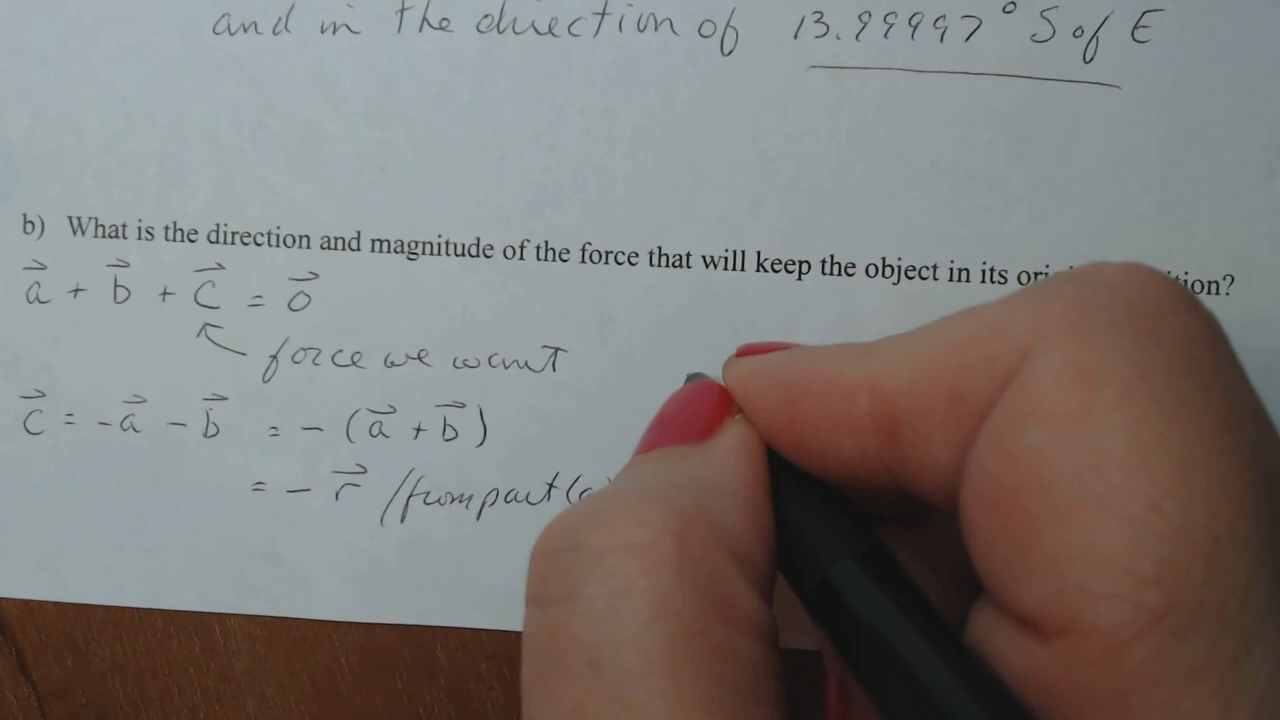 and in the direction of 13.99997° S of E
b) What is the direction and magnitude of the force that will keep the object in its
a⃗ + b⃗ + c⃗ = 0⃗
force we want
c⃗ = -a⃗ - b⃗ = - (a⃗ + b⃗)
= - r⃗ /from part (a)